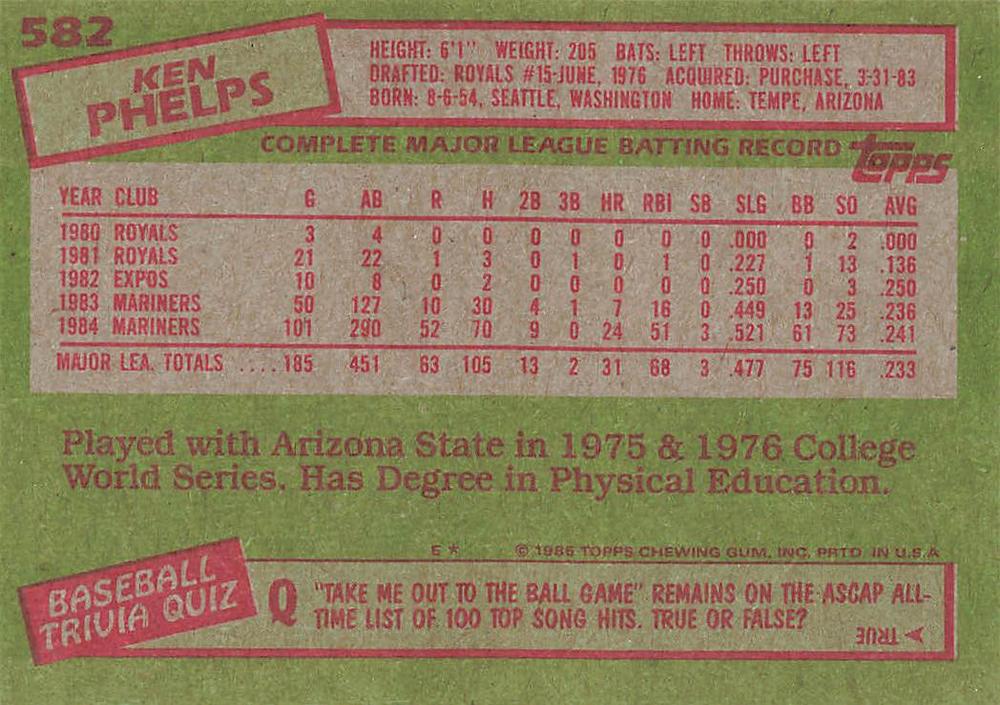 582
KEN
PHELPS
HEIGHT: 6'1" WEIGHT: 205 BATS: LEFT THROWS: LEFT
DRAFTED: ROYALS #15-JUNE, 1976 ACQUIRED: PURCHASE, 3-31-83
BORN: 8-6-54, SEATTLE, WASHINGTON HOME: TEMPE, ARIZONA
COMPLETE MAJOR LEAGUE BATTING RECORD topps
YEAR CLUB G AB R H 2B 3B HR RBI SB SLG BB SO AVG
1980 ROYALS 3 4 0 0 0 0 0 0 0 .000 0 2 .000
1981 ROYALS 21 22 1 3 0 1 0 1 0 .227 1 13 .136
1982 EXPOS 10 8 0 2 0 0 0 0 0 .250 0 3 .250
1983 MARINERS 50 127 10 30 4 1 7 16 0 .449 13 25 .236
1984 MARINERS 101 290 52 70 9 0 24 51 3 .521 61 73 .241
MAJOR LEA. TOTALS ....185 451 63 105 13 2 31 68 3 .477 75 116 .233
Played with Arizona State in 1975 & 1976 College
World Series. Has Degree in Physical Education.
E * © 1985 TOPPS CHEWING GUM, INC. PRTD. IN U.S.A
BASEBALL
TRIVIA QUIZ
Q "TAKE ME OUT TO THE BALL GAME" REMAINS ON THE ASCAP ALL-
TIME LIST OF 100 TOP SONG HITS. TRUE OR FALSE?
TRUE